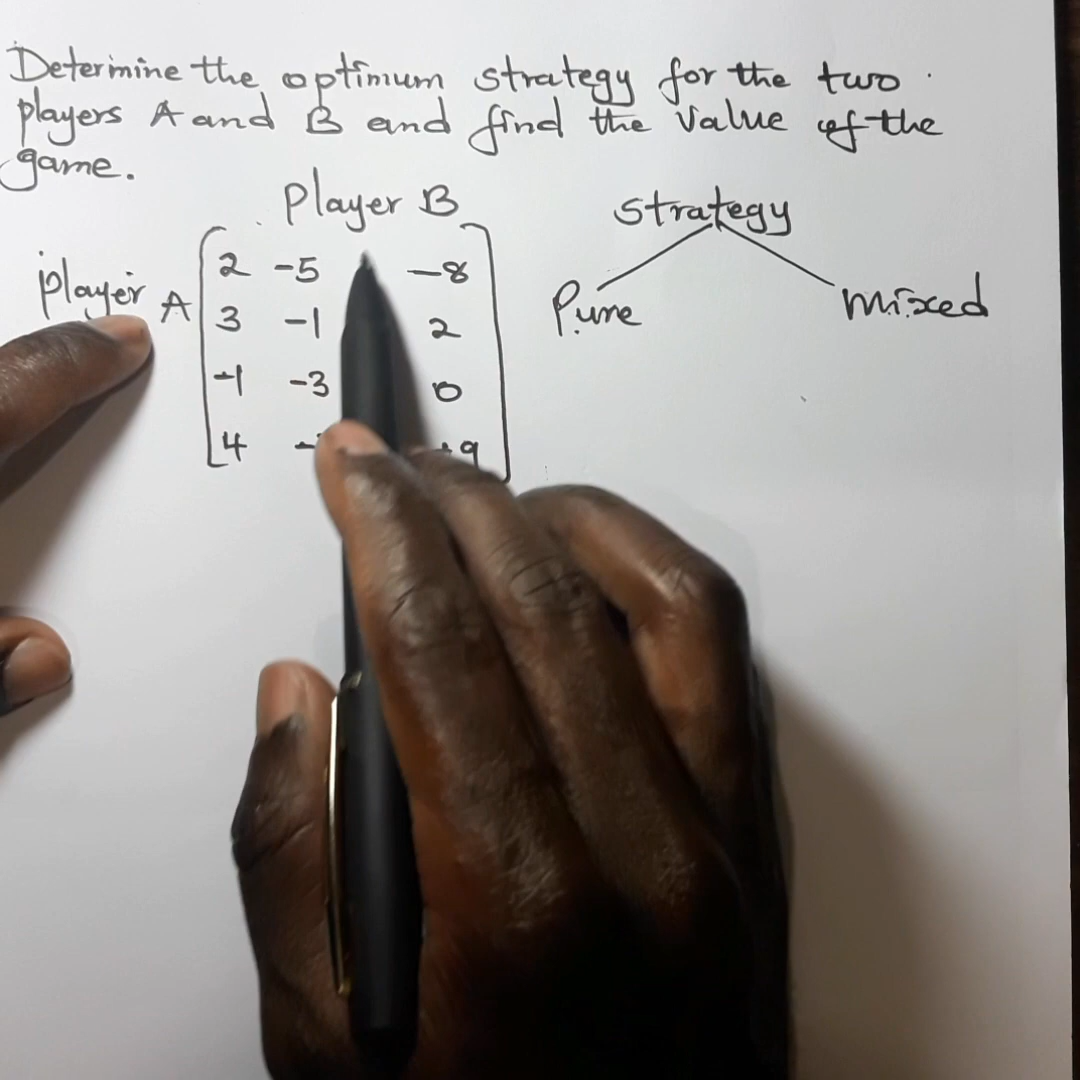 Determine the optimum strategy for the two
players A and B and find the value of the
game.
Player B
strategy
player A
2 -5 -8
3 -1 2
-1 -3 0
4 9
Pure
mixed